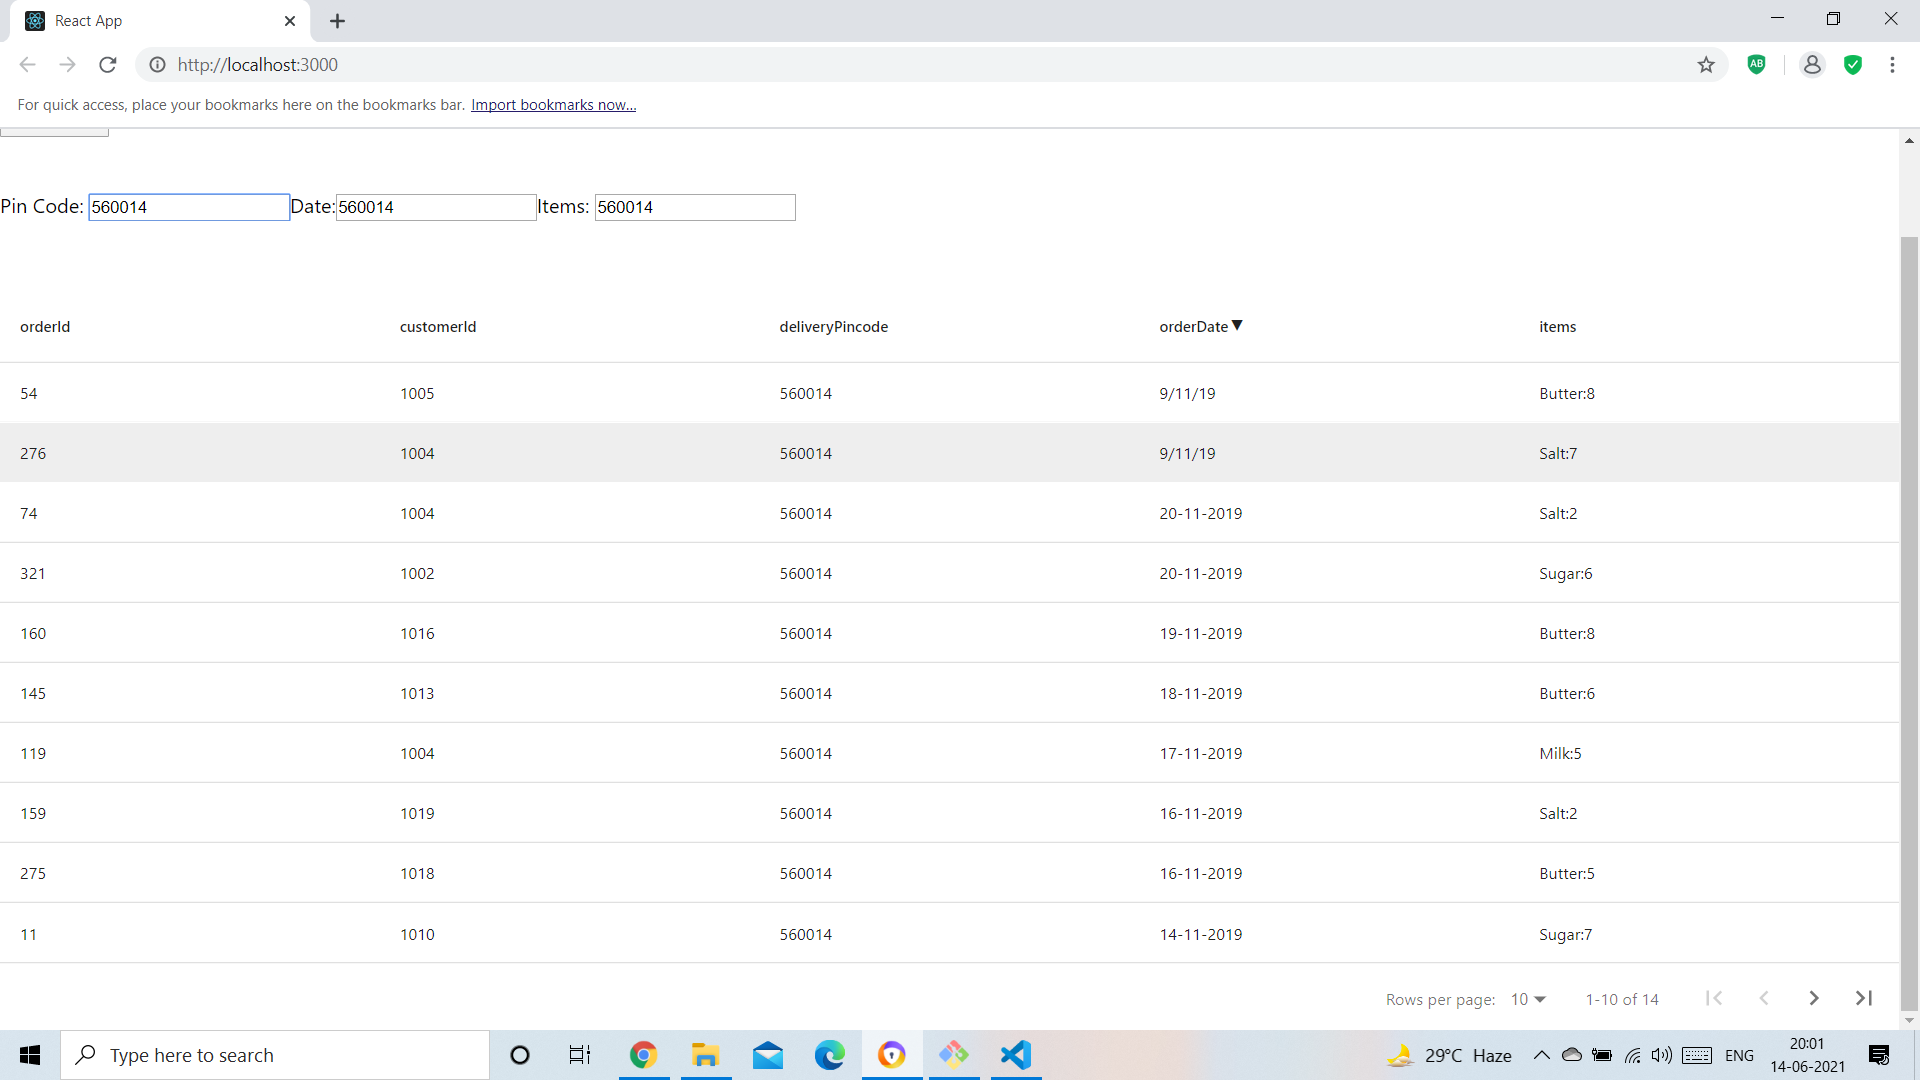 React App
http://localhost:3000
AB
For quick access, place your bookmarks here on the bookmarks bar. Import bookmarks now...
Pin Code: 560014 Date: 560014 Items: 560014
orderId customerId deliveryPincode orderDate▼ items
54 1005 560014 9/11/19 Butter:8
276 1004 560014 9/11/19 Salt:7
74 1004 560014 20-11-2019 Salt:2
321 1002 560014 20-11-2019 Sugar:6
160 1016 560014 19-11-2019 Butter:8
145 1013 560014 18-11-2019 Butter:6
119 1004 560014 17-11-2019 Milk:5
159 1019 560014 16-11-2019 Salt:2
275 1018 560014 16-11-2019 Butter:5
11 1010 560014 14-11-2019 Sugar:7
Rows per page: 10 1-10 of 14
Type here to search
29°C Haze
ENG
20:01
14-06-2021